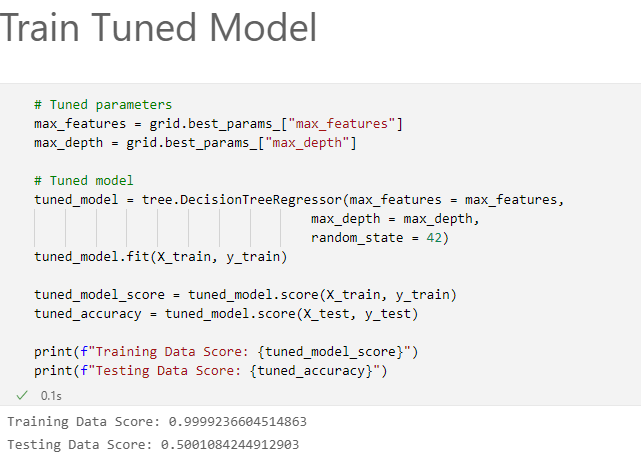 Train Tuned Model
# Tuned parameters
max_features = grid.best_params_["max_features"]
max_depth = grid.best_params_["max_depth"]
# Tuned model
tuned_model = tree.DecisionTreeRegressor(max_features = max_features,
max_depth = max_depth,
random_state = 42)
tuned_model.fit(X_train, y_train)
tuned_model_score = tuned_model.score(X_train, y_train)
tuned_accuracy = tuned_model.score(X_test, y_test)
print(f"Training Data Score: {tuned_model_score}")
print(f"Testing Data Score: {tuned_accuracy}")
0.1s
Training Data Score: 0.9999236604514863
Testing Data Score: 0.5001084244912903